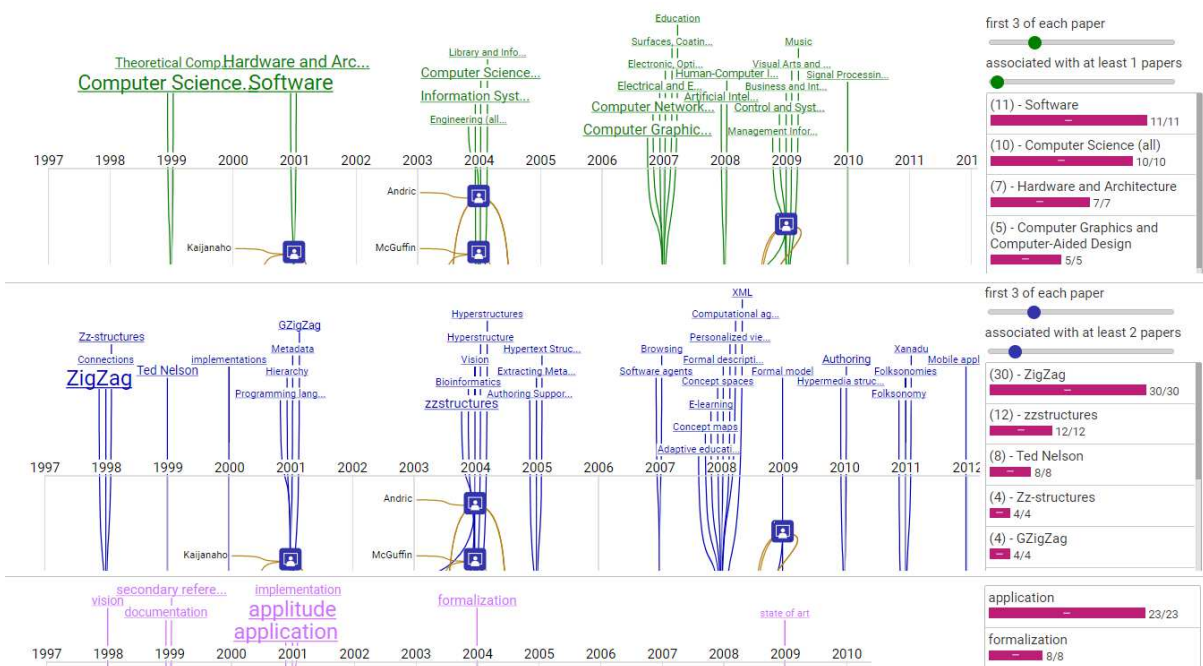 Education
Surfaces, Coatin...
Music
Library and Info...
Theoretical Comp... Hardware and Arc...
Electronic, Opti...
Visual Arts and ...
Computer Science...
Human-Computer I...
Signal Processin...
Computer Science... Software
Electrical and E...
Business and Int...
Information Syst...
Artificial Intel...
Computer Network...
Control and Syst...
Engineering (all...
Computer Graphic...
Management Infor...
1997 1998 1999 2000 2001 2002 2003 2004 2005 2006 2007 2008 2009 2010 2011 201
Andric
Kaijanaho
McGuffin
first 3 of each paper
associated with at least 1 papers
(11) - Software
11/11
(10) - Computer Science (all)
10/10
(7) - Hardware and Architecture
7/7
(5) - Computer Graphics and
Computer-Aided Design
5/5
XML
Hyperstructures
Computational ag...
GZigZag
Zz-structures
Hyperstructure
Personalized vie...
Metadata
Hypertext Struc...
Browsing
Xanadu
Connections
implementations
Vision
Formal descripti...
Authoring
Mobile appl
ZigZag
Ted Nelson
Hierarchy
Extracting Meta...
Software agents
Formal model
Folksonomies
Bioinformatics
Concept spaces
Hypermedia struc...
Programming lang...
Authoring Suppor...
Folksonomy
zzstructures
E-learning
Concept maps
Adaptive educati...
1997 1998 1999 2000 2001 2002 2003 2004 2005 2006 2007 2008 2009 2010 2011 2012
Andric
Kaijanaho
McGuffin
first 3 of each paper
associated with at least 2 papers
(30) - ZigZag
30/30
(12) - zzstructures
12/12
(8) - Ted Nelson
8/8
(4) - Zz-structures
4/4
(4) - GZigZag
4/4
secondary refere...
implementation
vision
formalization
documentation
applitude
state of art
application
1997 1998 1999 2000 2001 2002 2003 2004 2005 2006 2007 2008 2009 2010
application
23/23
formalization
8/8